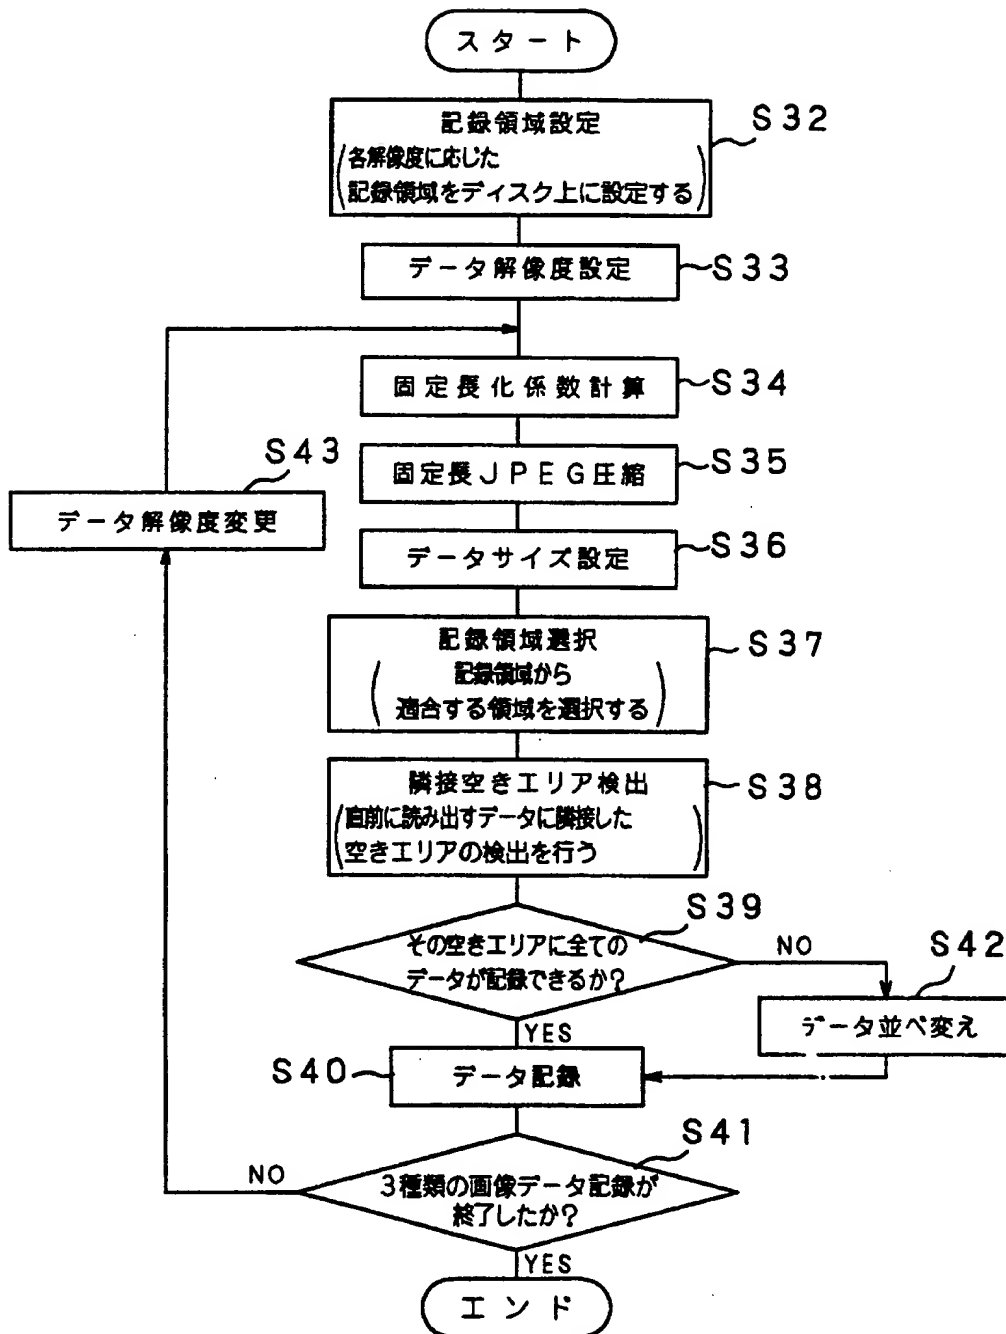 スタート
記録領域設定
S32
(各解像度に応じた
記録領域をディスク上に設定する)
データ解像度設定
S33
固定長化係数計算
S34
S43
固定長JPEG圧縮
S35
データ解像度変更
データサイズ設定
S36
記録領域選択
S37
(記録領域から
適合する領域を選択する)
隣接空きエリア検出
S38
(直前に読み出すデータに隣接した
空きエリアの検出を行う)
S39
その空きエリアに全ての
データが記録できるか?
NO
S42
データ並べ変え
YES
S40
データ記録
S41
NO
3種類の画像データ記録が
終了したか?
YES
エンド